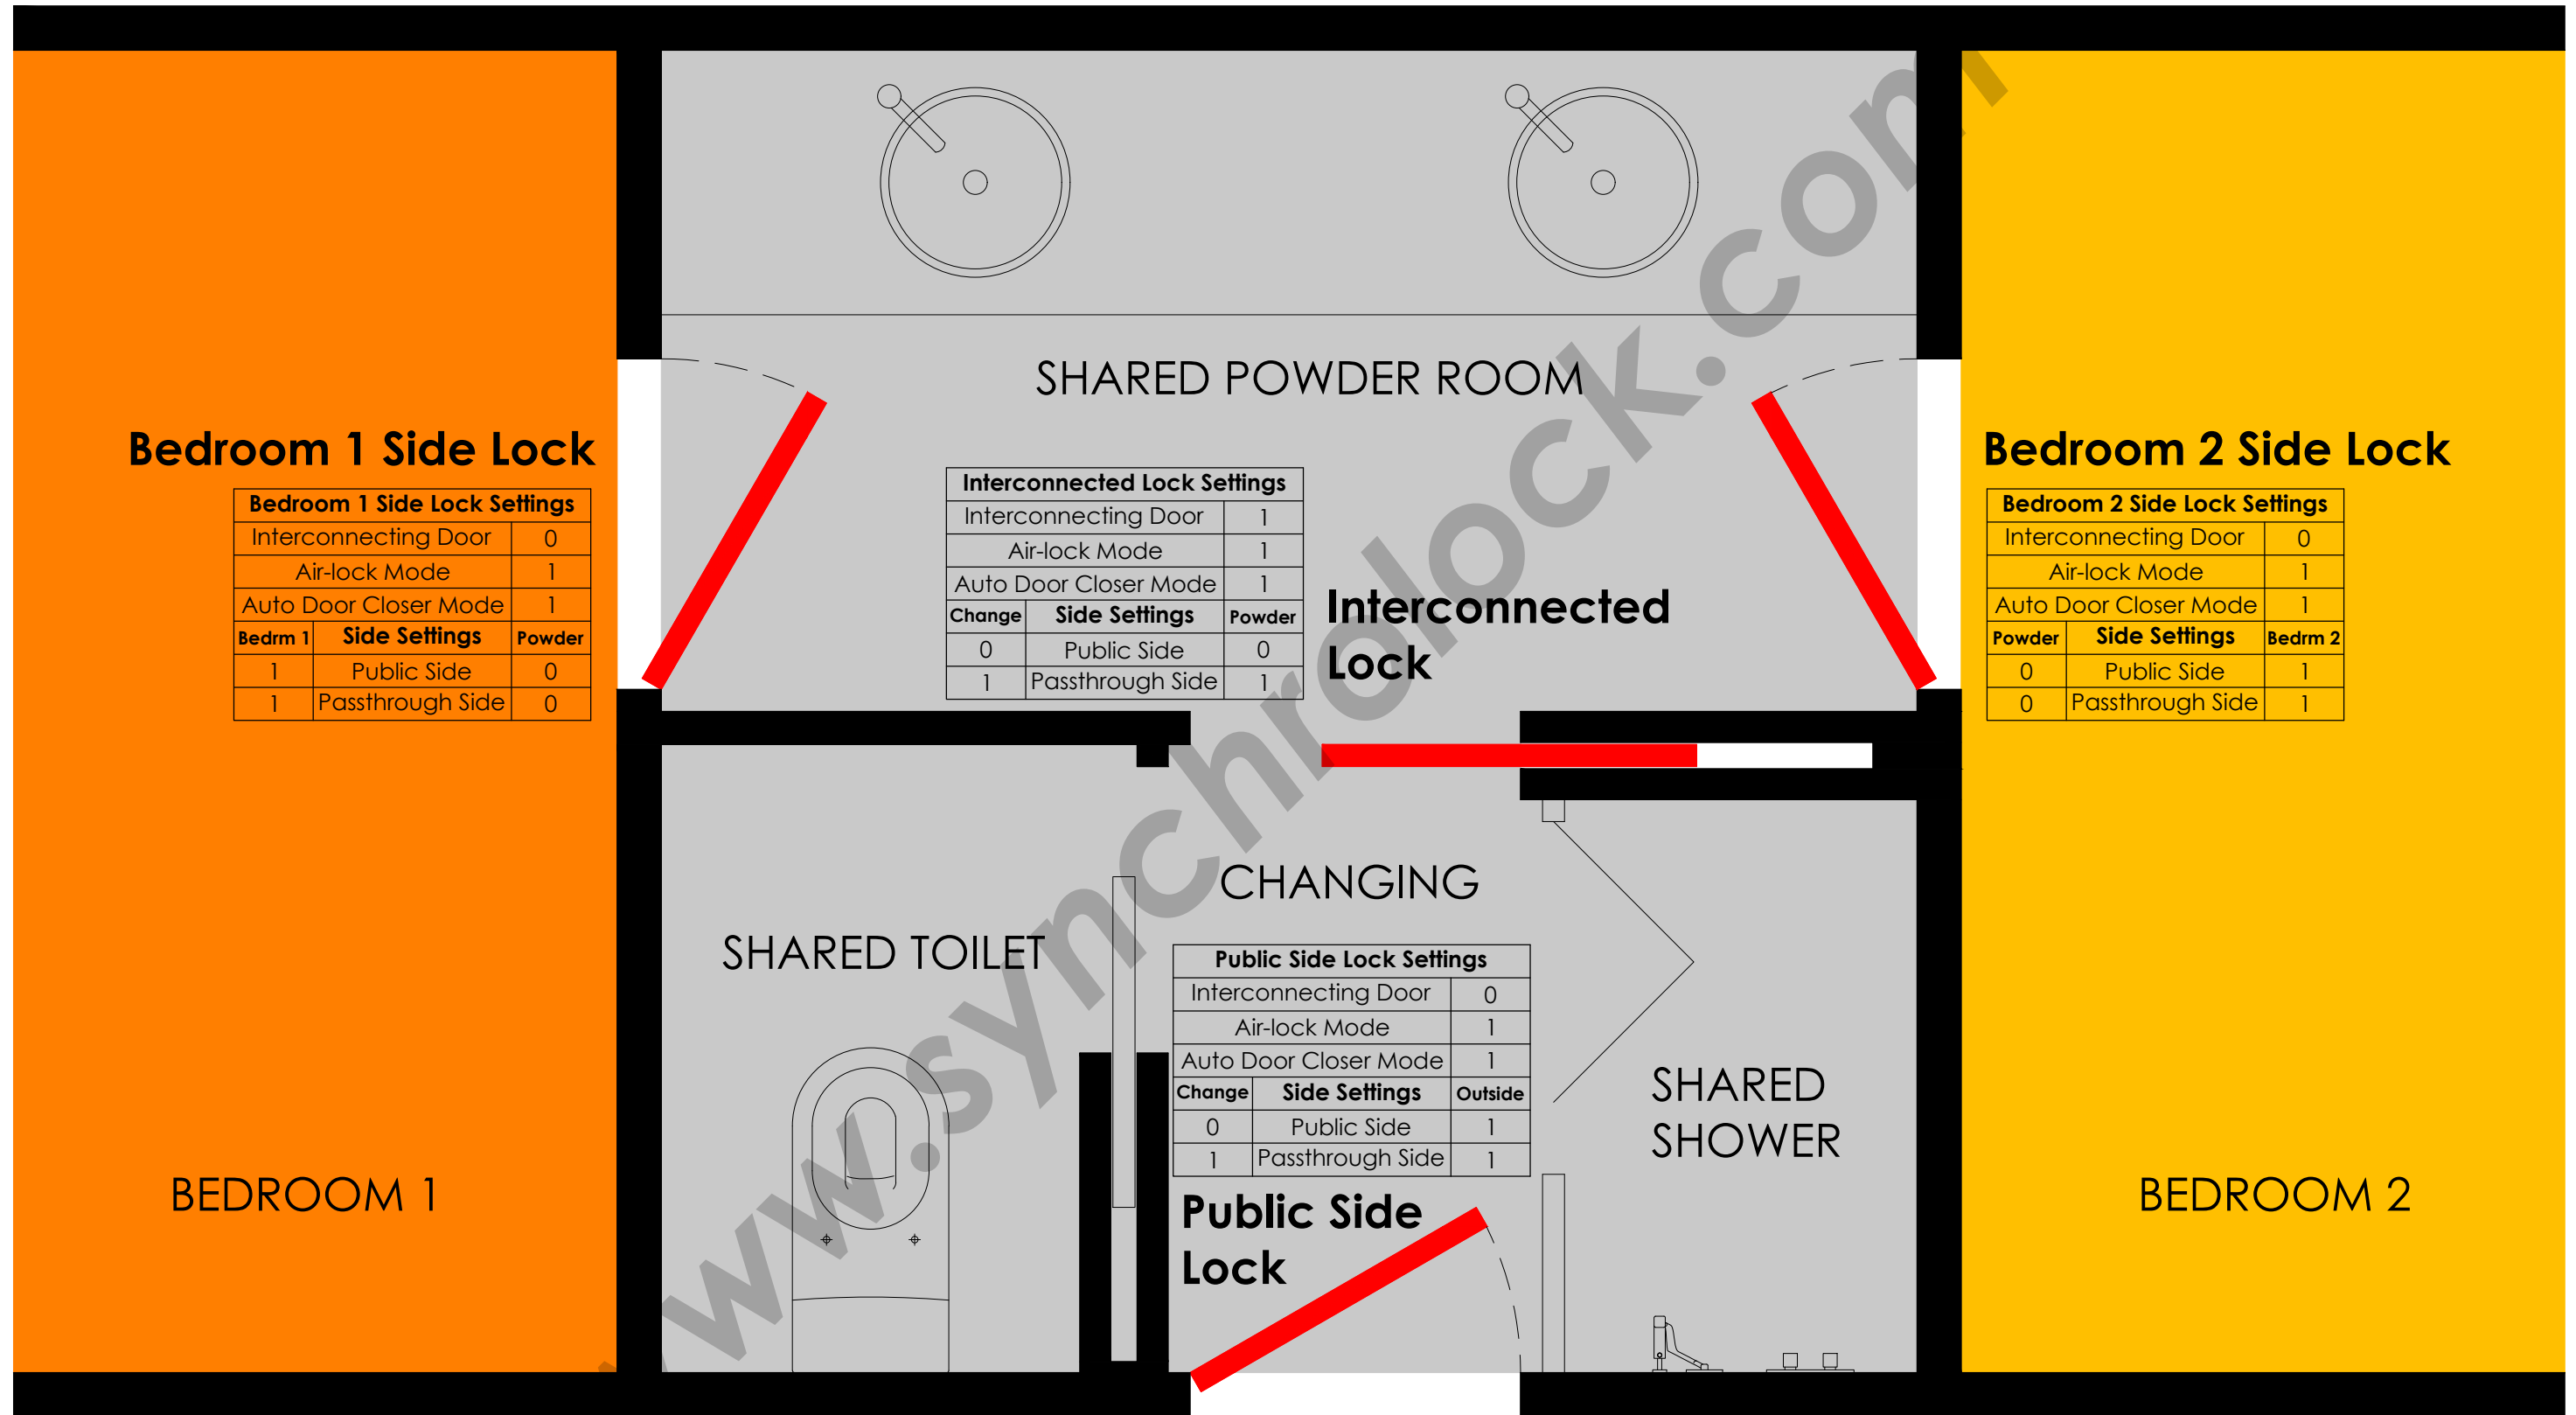 SHARED POWDER ROOM
Bedroom 1 Side Lock
Bedroom 1 Side Lock Settings
Interconnecting Door 0
Air-lock Mode 1
Auto Door Closer Mode 1
Bedrm 1 Side Settings Powder
1 Public Side 0
1 Passthrough Side 0
Interconnected Lock Settings
Interconnecting Door 1
Air-lock Mode 1
Auto Door Closer Mode 1
Change Side Settings Powder
0 Public Side 0
1 Passthrough Side 1
Interconnected
Lock
Bedroom 2 Side Lock
Bedroom 2 Side Lock Settings
Interconnecting Door 0
Air-lock Mode 1
Auto Door Closer Mode 1
Powder Side Settings Bedrm 2
0 Public Side 1
0 Passthrough Side 1
CHANGING
SHARED TOILET
Public Side Lock Settings
Interconnecting Door 0
Air-lock Mode 1
Auto Door Closer Mode 1
Change Side Settings Outside
0 Public Side 1
1 Passthrough Side 1
Public Side
Lock
SHARED
SHOWER
BEDROOM 1
BEDROOM 2
www.synchrolock.com